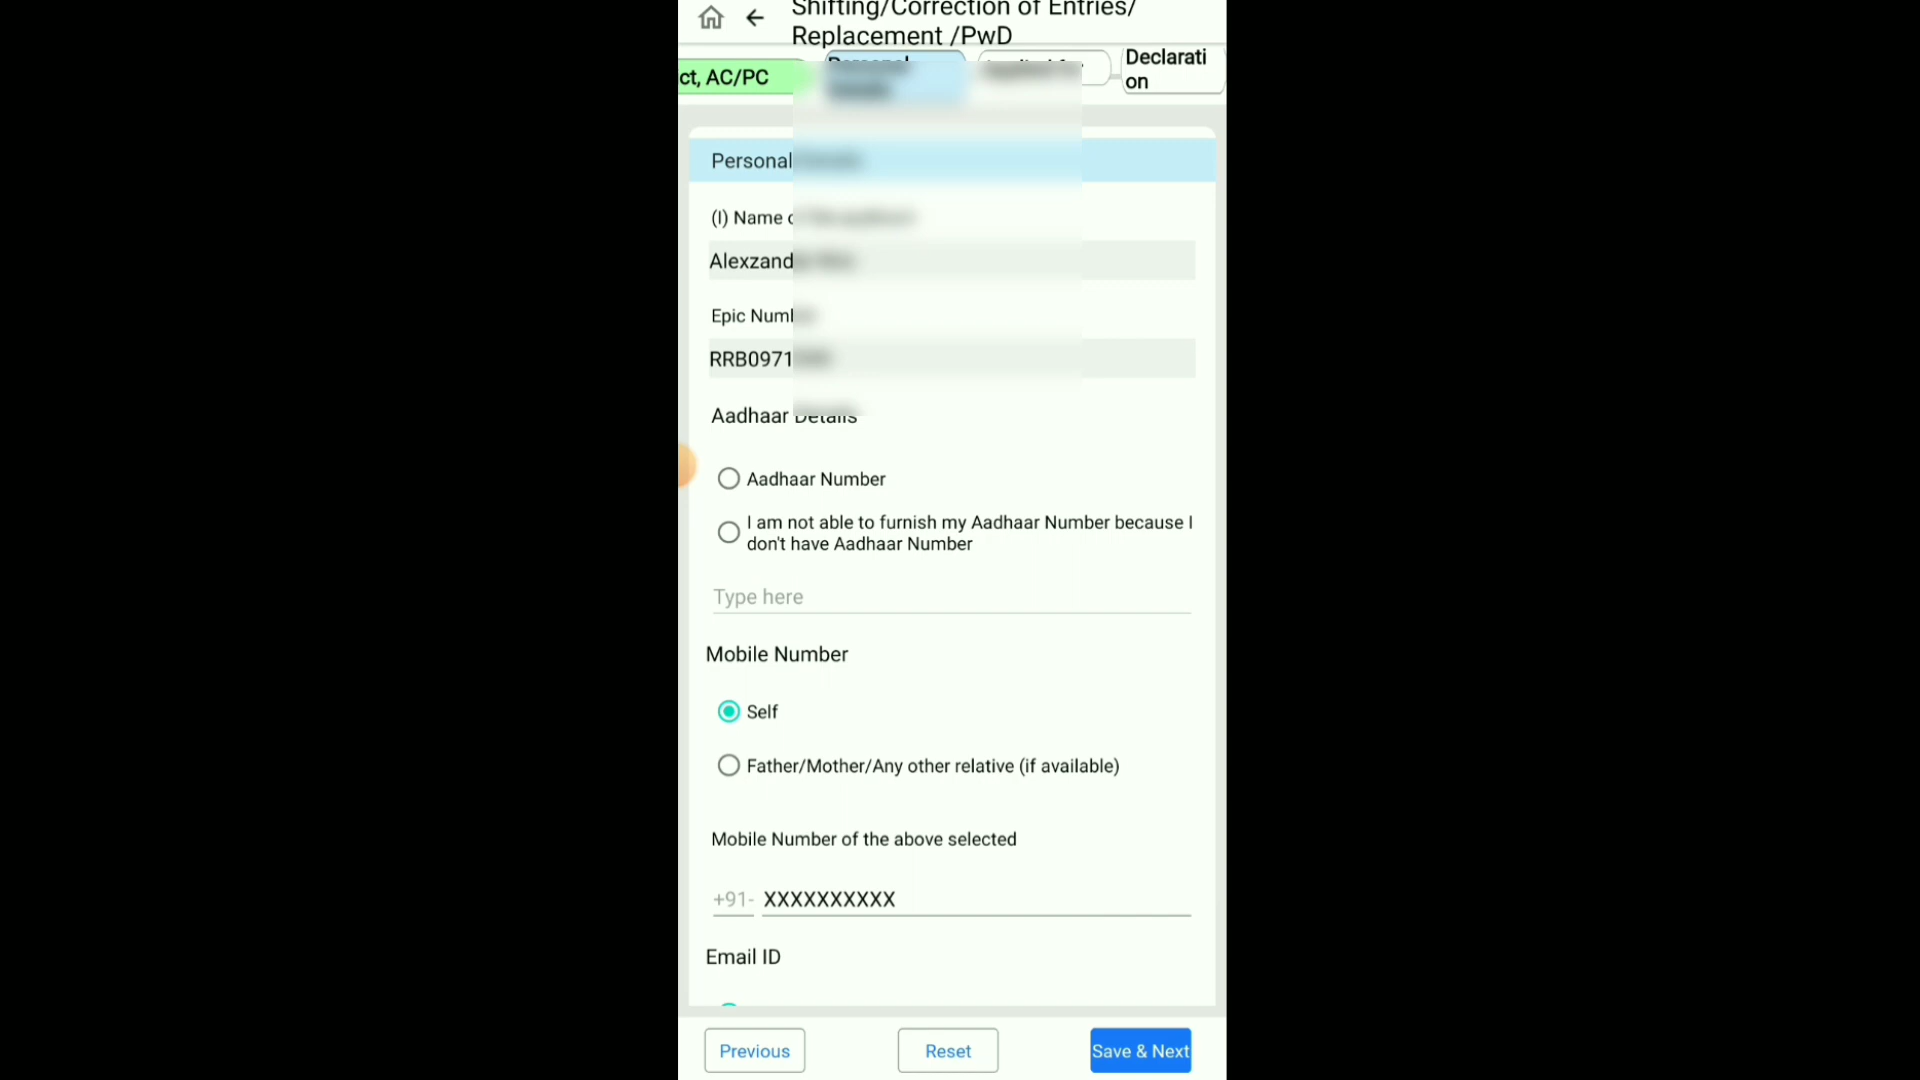 Shifting/Correction of Entries/
Replacement /PwD
ct, AC/PC
Declarati
on
Personal
(I) Name
Alexzand
Epic Num
RRB0971
Aadhaar Details
Aadhaar Number
I am not able to furnish my Aadhaar Number because I
don't have Aadhaar Number
Type here
Mobile Number
Self
Father/Mother/Any other relative (if available)
Mobile Number of the above selected
+91- XXXXXXXXXX
Email ID
Previous
Reset
Save & Next